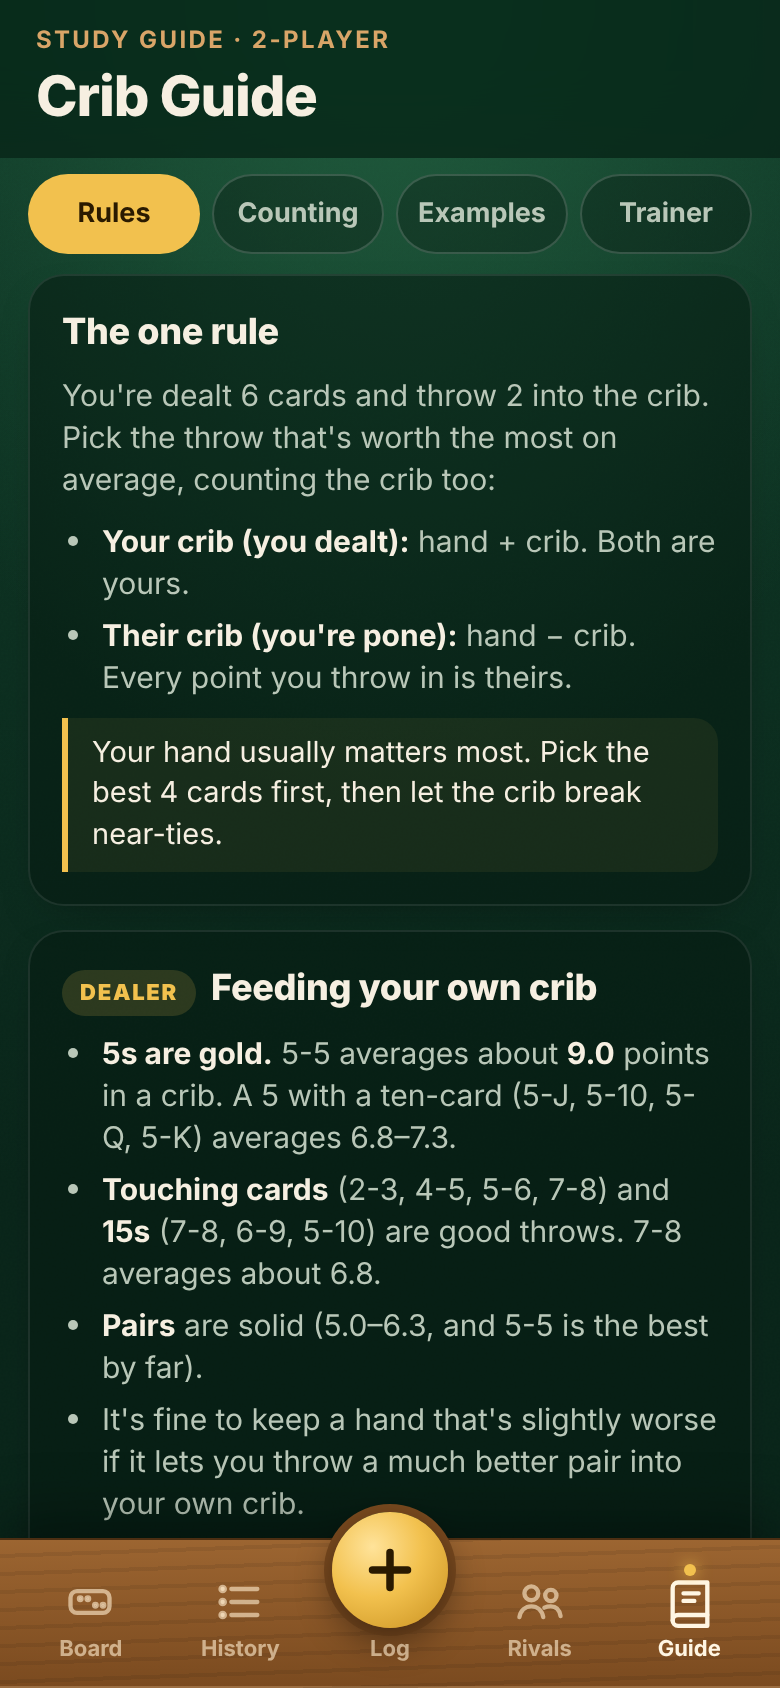 STUDY GUIDE · 2-PLAYER
Crib Guide
Rules
Counting
Examples
Trainer
The one rule
You're dealt 6 cards and throw 2 into the crib.
Pick the throw that's worth the most on
average, counting the crib too:
• Your crib (you dealt): hand + crib. Both are
yours.
• Their crib (you're pone): hand − crib.
Every point you throw in is theirs.
Your hand usually matters most. Pick the
best 4 cards first, then let the crib break
near-ties.
DEALER Feeding your own crib
• 5s are gold. 5-5 averages about 9.0 points
in a crib. A 5 with a ten-card (5-J, 5-10, 5-
Q, 5-K) averages 6.8–7.3.
• Touching cards (2-3, 4-5, 5-6, 7-8) and
15s (7-8, 6-9, 5-10) are good throws. 7-8
averages about 6.8.
• Pairs are solid (5.0–6.3, and 5-5 is the best
by far).
• It's fine to keep a hand that's slightly worse
if it lets you throw a much better pair into
your own crib.
Board
History
Log
Rivals
Guide